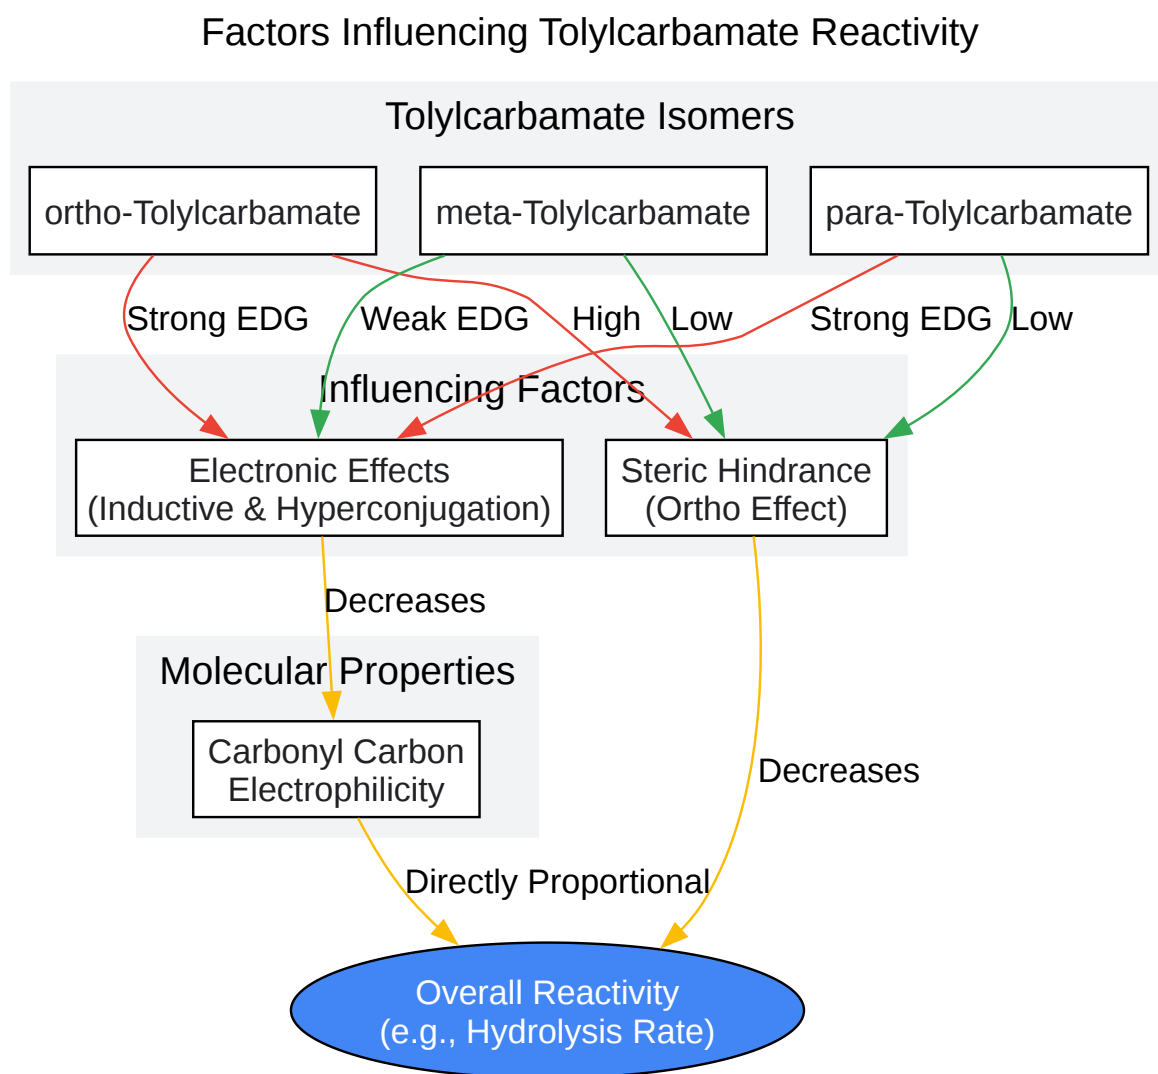 Factors Influencing Tolylcarbamate Reactivity
Tolylcarbamate Isomers
ortho-Tolylcarbamate
meta-Tolylcarbamate
para-Tolylcarbamate
Strong EDG
Weak EDG
High
Low
Strong EDG
Low
Influencing Factors
Electronic Effects
(Inductive & Hyperconjugation)
Steric Hindrance
(Ortho Effect)
Decreases
Molecular Properties
Carbonyl Carbon
Electrophilicity
Decreases
Directly Proportional
Overall Reactivity
(e.g., Hydrolysis Rate)